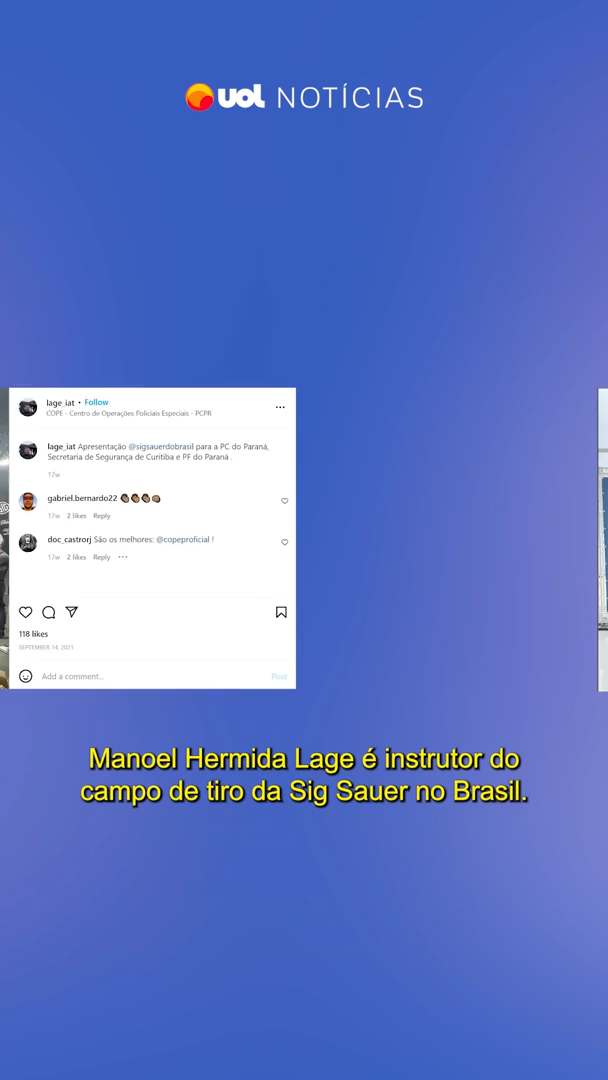 uol NOTÍCIAS
lage_iat • Follow
COPE - Centro de Operações Policiais Especiais - PCPR
lage_iat Apresentação @sigsauerdobrasil para a PC do Paraná,
Secretaria de Segurança de Curitiba e PF do Paraná .
17w
gabriel.bernardo22 👏🏽👏🏽👏🏽👏🏽
17w 2 likes Reply
doc_castrorj São os melhores: @copeproficial !
17w 2 likes Reply ...
118 likes
SEPTEMBER 14, 2021
Add a comment...
Post
Manoel Hermida Lage é instrutor do
campo de tiro da Sig Sauer no Brasil.